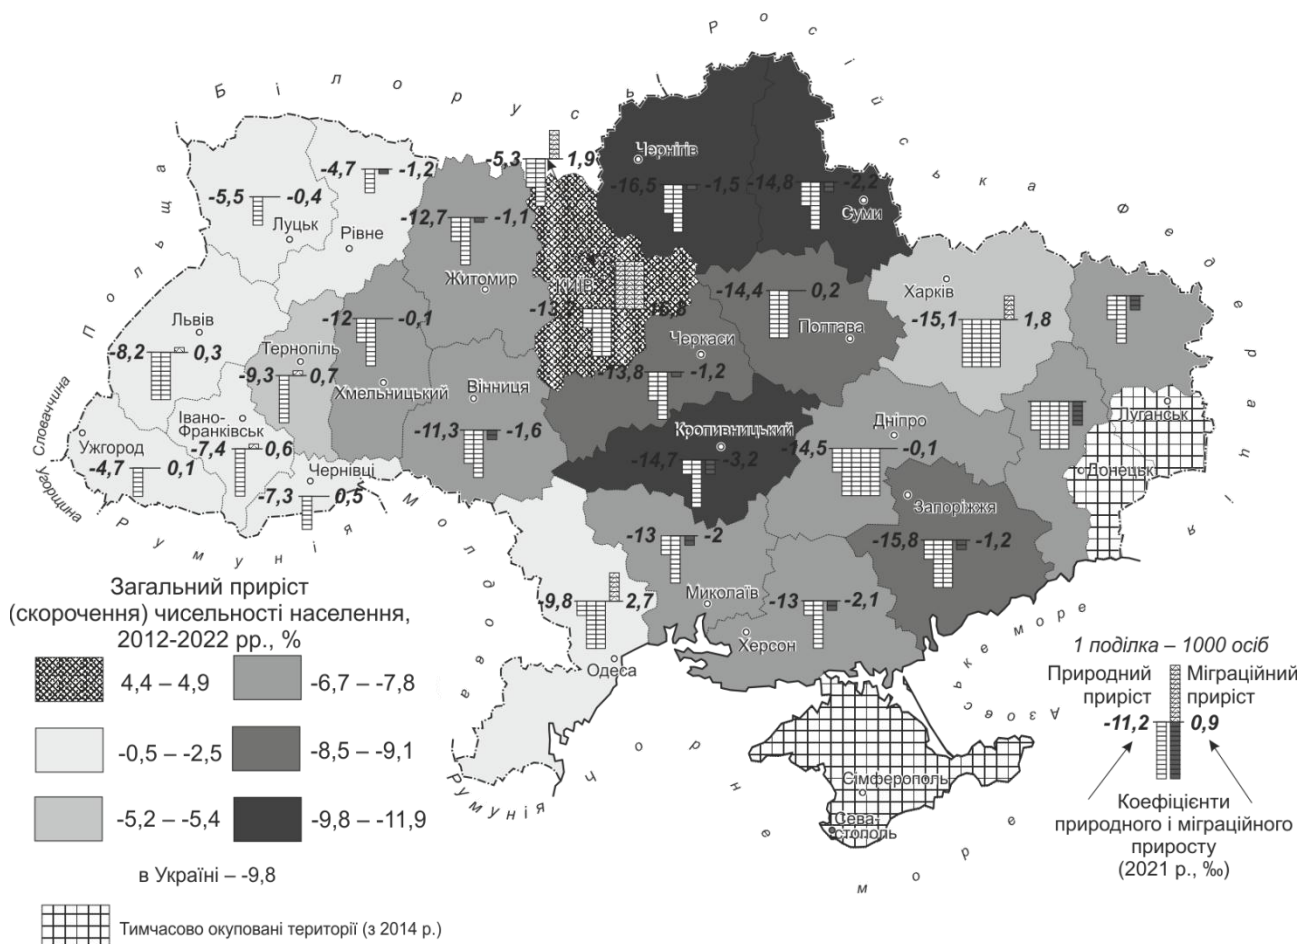 Білорусь
Російська Федерація
Польща
Словаччина
Угорщина
Румунія
Молдова
Румунія
Чорне море
Азовське море
-5,3 1,9
-4,7 -1,2
Рівне
-5,5 -0,4
Луцьк
-12,7 -1,1
Житомир
Чернігів
-16,5 -1,5
-14,8 -2,2
Суми
КИЇВ
-13,2 15,8
-14,4 0,2
Полтава
Харків
-15,1 1,8
Львів
-8,2 0,3
Тернопіль
-9,3 0,7
-12 -0,1
Хмельницький
Вінниця
-11,3 -1,6
Черкаси
-13,8 -1,2
Кропивницький
-14,7 -3,2
Дніпро
-14,5 -0,1
Луганськ
Донецьк
Ужгород
-4,7 0,1
Івано-
Франківськ
-7,4 0,6
Чернівці
-7,3 0,5
Запоріжжя
-15,8 -1,2
-13 -2
Миколаїв
-13 -2,1
Херсон
-9,8 2,7
Одеса
Сімферополь
Сева-
стополь
Загальний приріст
(скорочення) чисельності населення,
2012-2022 рр., %
4,4 – 4,9
-6,7 – -7,8
-0,5 – -2,5
-8,5 – -9,1
-5,2 – -5,4
-9,8 – -11,9
в Україні – -9,8
Тимчасово окуповані території (з 2014 р.)
1 поділка – 1000 осіб
Природний приріст
Міграційний приріст
-11,2 0,9
Коефіцієнти
природного і міграційного
приросту
(2021 р., ‰)